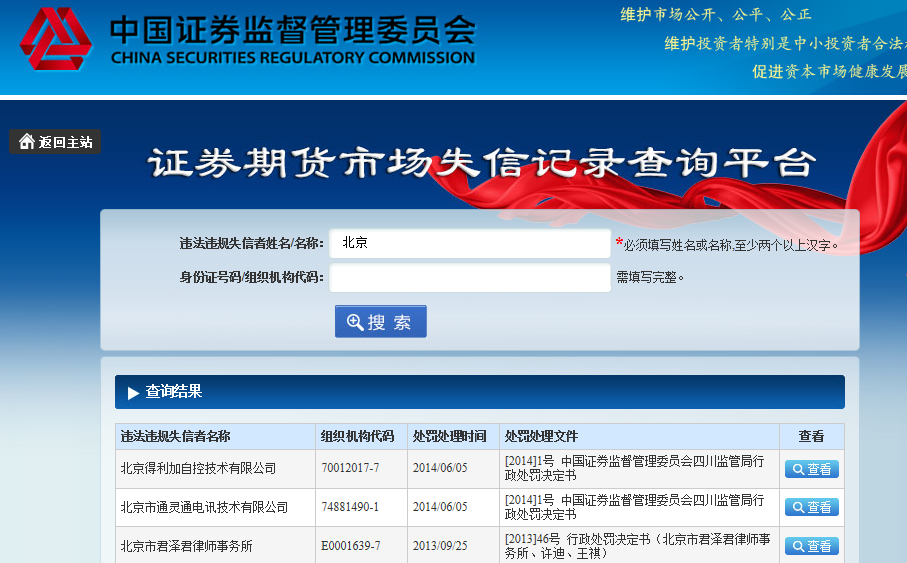 中国证券监督管理委员会
CHINA SECURITIES REGULATORY COMMISSION
维护市场公开、公平、公正
维护投资者特别是中小投资者合法
促进资本市场健康发展
返回主站
证券期货市场失信记录查询平台
违法违规失信者姓名/名称: 北京 *必须填写姓名或名称,至少两个以上汉字。
身份证号码/组织机构代码: 需填写完整。
搜 索
查询结果
违法违规失信者名称 组织机构代码 处罚处理时间 处罚处理文件 查看
北京得利加自控技术有限公司 70012017-7 2014/06/05 [2014]1号 中国证券监督管理委员会四川监管局行
政处罚决定书 查看
北京市通灵通电讯技术有限公司 74881490-1 2014/06/05 [2014]1号 中国证券监督管理委员会四川监管局行
政处罚决定书 查看
北京市君泽君律师事务所 E0001639-7 2013/09/25 [2013]46号 行政处罚决定书（北京市君泽君律师事
务所、许迪、王祺） 查看